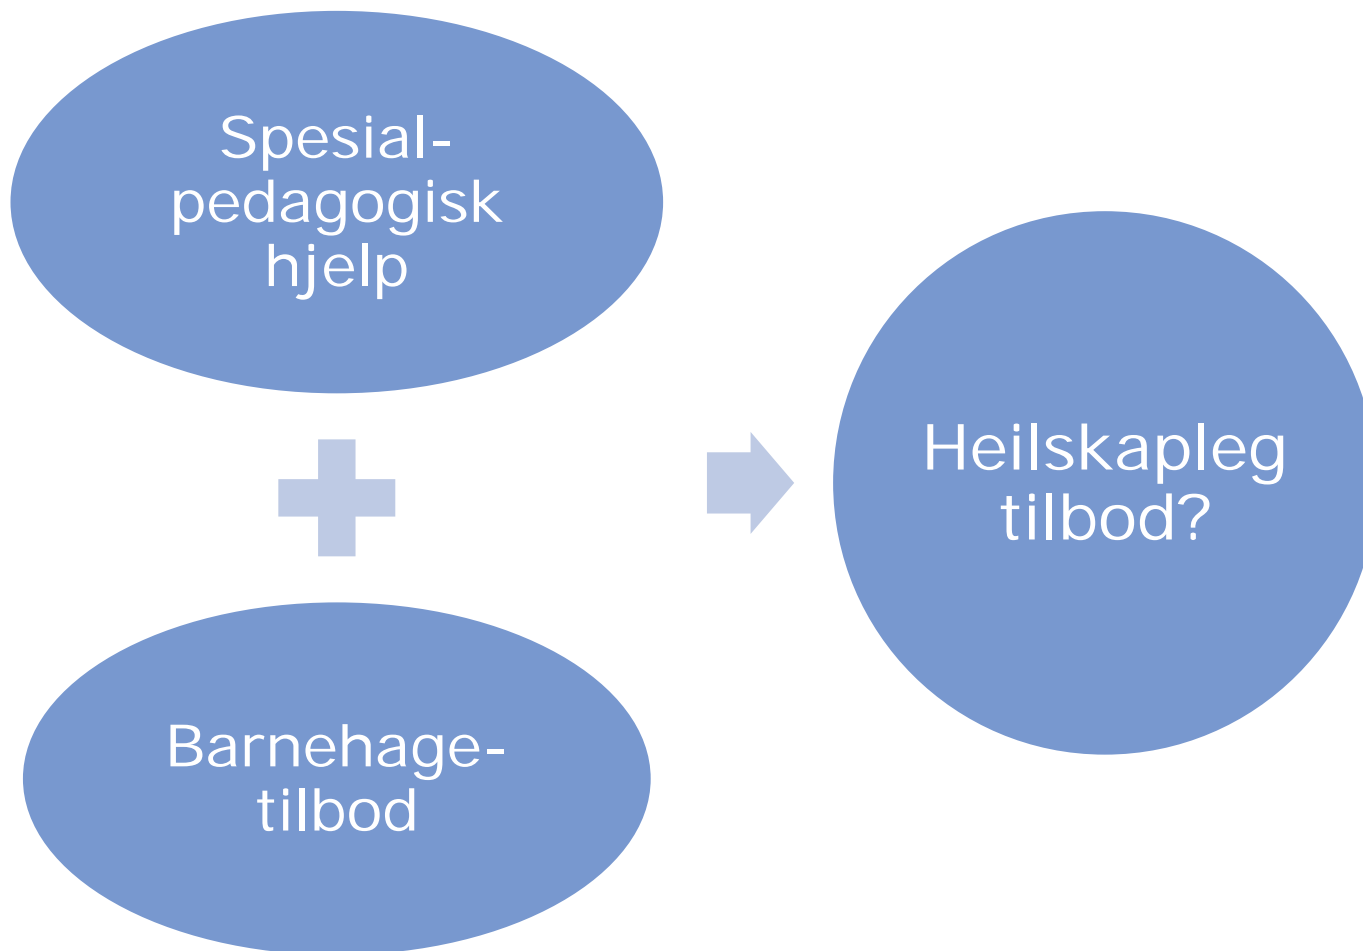 Spesial-
pedagogisk
hjelp
Barnehage-
tilbod
Heilskapleg
tilbod?